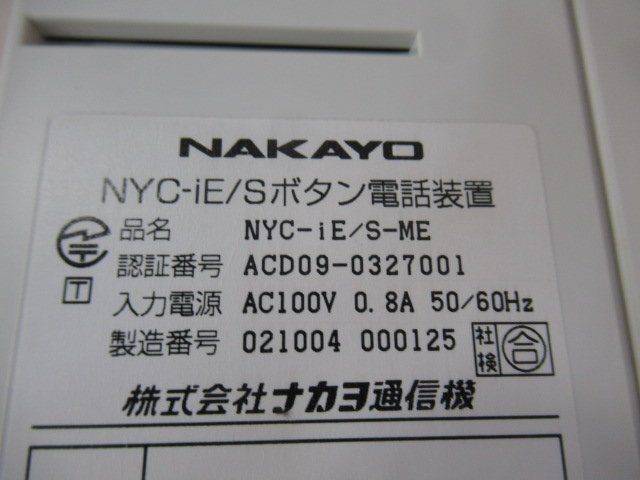 NAKAYO
NYC-iE/Sボタン電話装置
品名 NYC-iE/S-ME
T 認証番号 ACD09-0327001
入力電源 AC100V 0.8A 50/60Hz
製造番号 021004 000125 社検 合
株式会社ナカヨ通信機